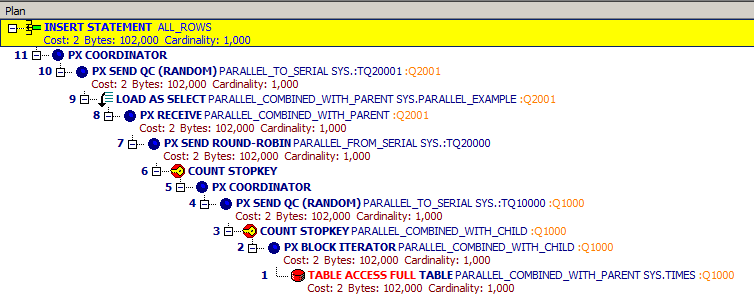 Plan
INSERT STATEMENT ALL_ROWS
Cost: 2 Bytes: 102,000 Cardinality: 1,000
11 PX COORDINATOR
10 PX SEND QC (RANDOM) PARALLEL_TO_SERIAL SYS.:TQ20001 :Q2001
Cost: 2 Bytes: 102,000 Cardinality: 1,000
9 LOAD AS SELECT PARALLEL_COMBINED_WITH_PARENT SYS.PARALLEL_EXAMPLE :Q2001
8 PX RECEIVE PARALLEL_COMBINED_WITH_PARENT :Q2001
Cost: 2 Bytes: 102,000 Cardinality: 1,000
7 PX SEND ROUND-ROBIN PARALLEL_FROM_SERIAL SYS.:TQ20000
Cost: 2 Bytes: 102,000 Cardinality: 1,000
6 COUNT STOPKEY
5 PX COORDINATOR
4 PX SEND QC (RANDOM) PARALLEL_TO_SERIAL SYS.:TQ10000 :Q1000
Cost: 2 Bytes: 102,000 Cardinality: 1,000
3 COUNT STOPKEY PARALLEL_COMBINED_WITH_CHILD :Q1000
2 PX BLOCK ITERATOR PARALLEL_COMBINED_WITH_CHILD :Q1000
Cost: 2 Bytes: 102,000 Cardinality: 1,000
1 TABLE ACCESS FULL TABLE PARALLEL_COMBINED_WITH_PARENT SYS.TIMES :Q1000
Cost: 2 Bytes: 102,000 Cardinality: 1,000